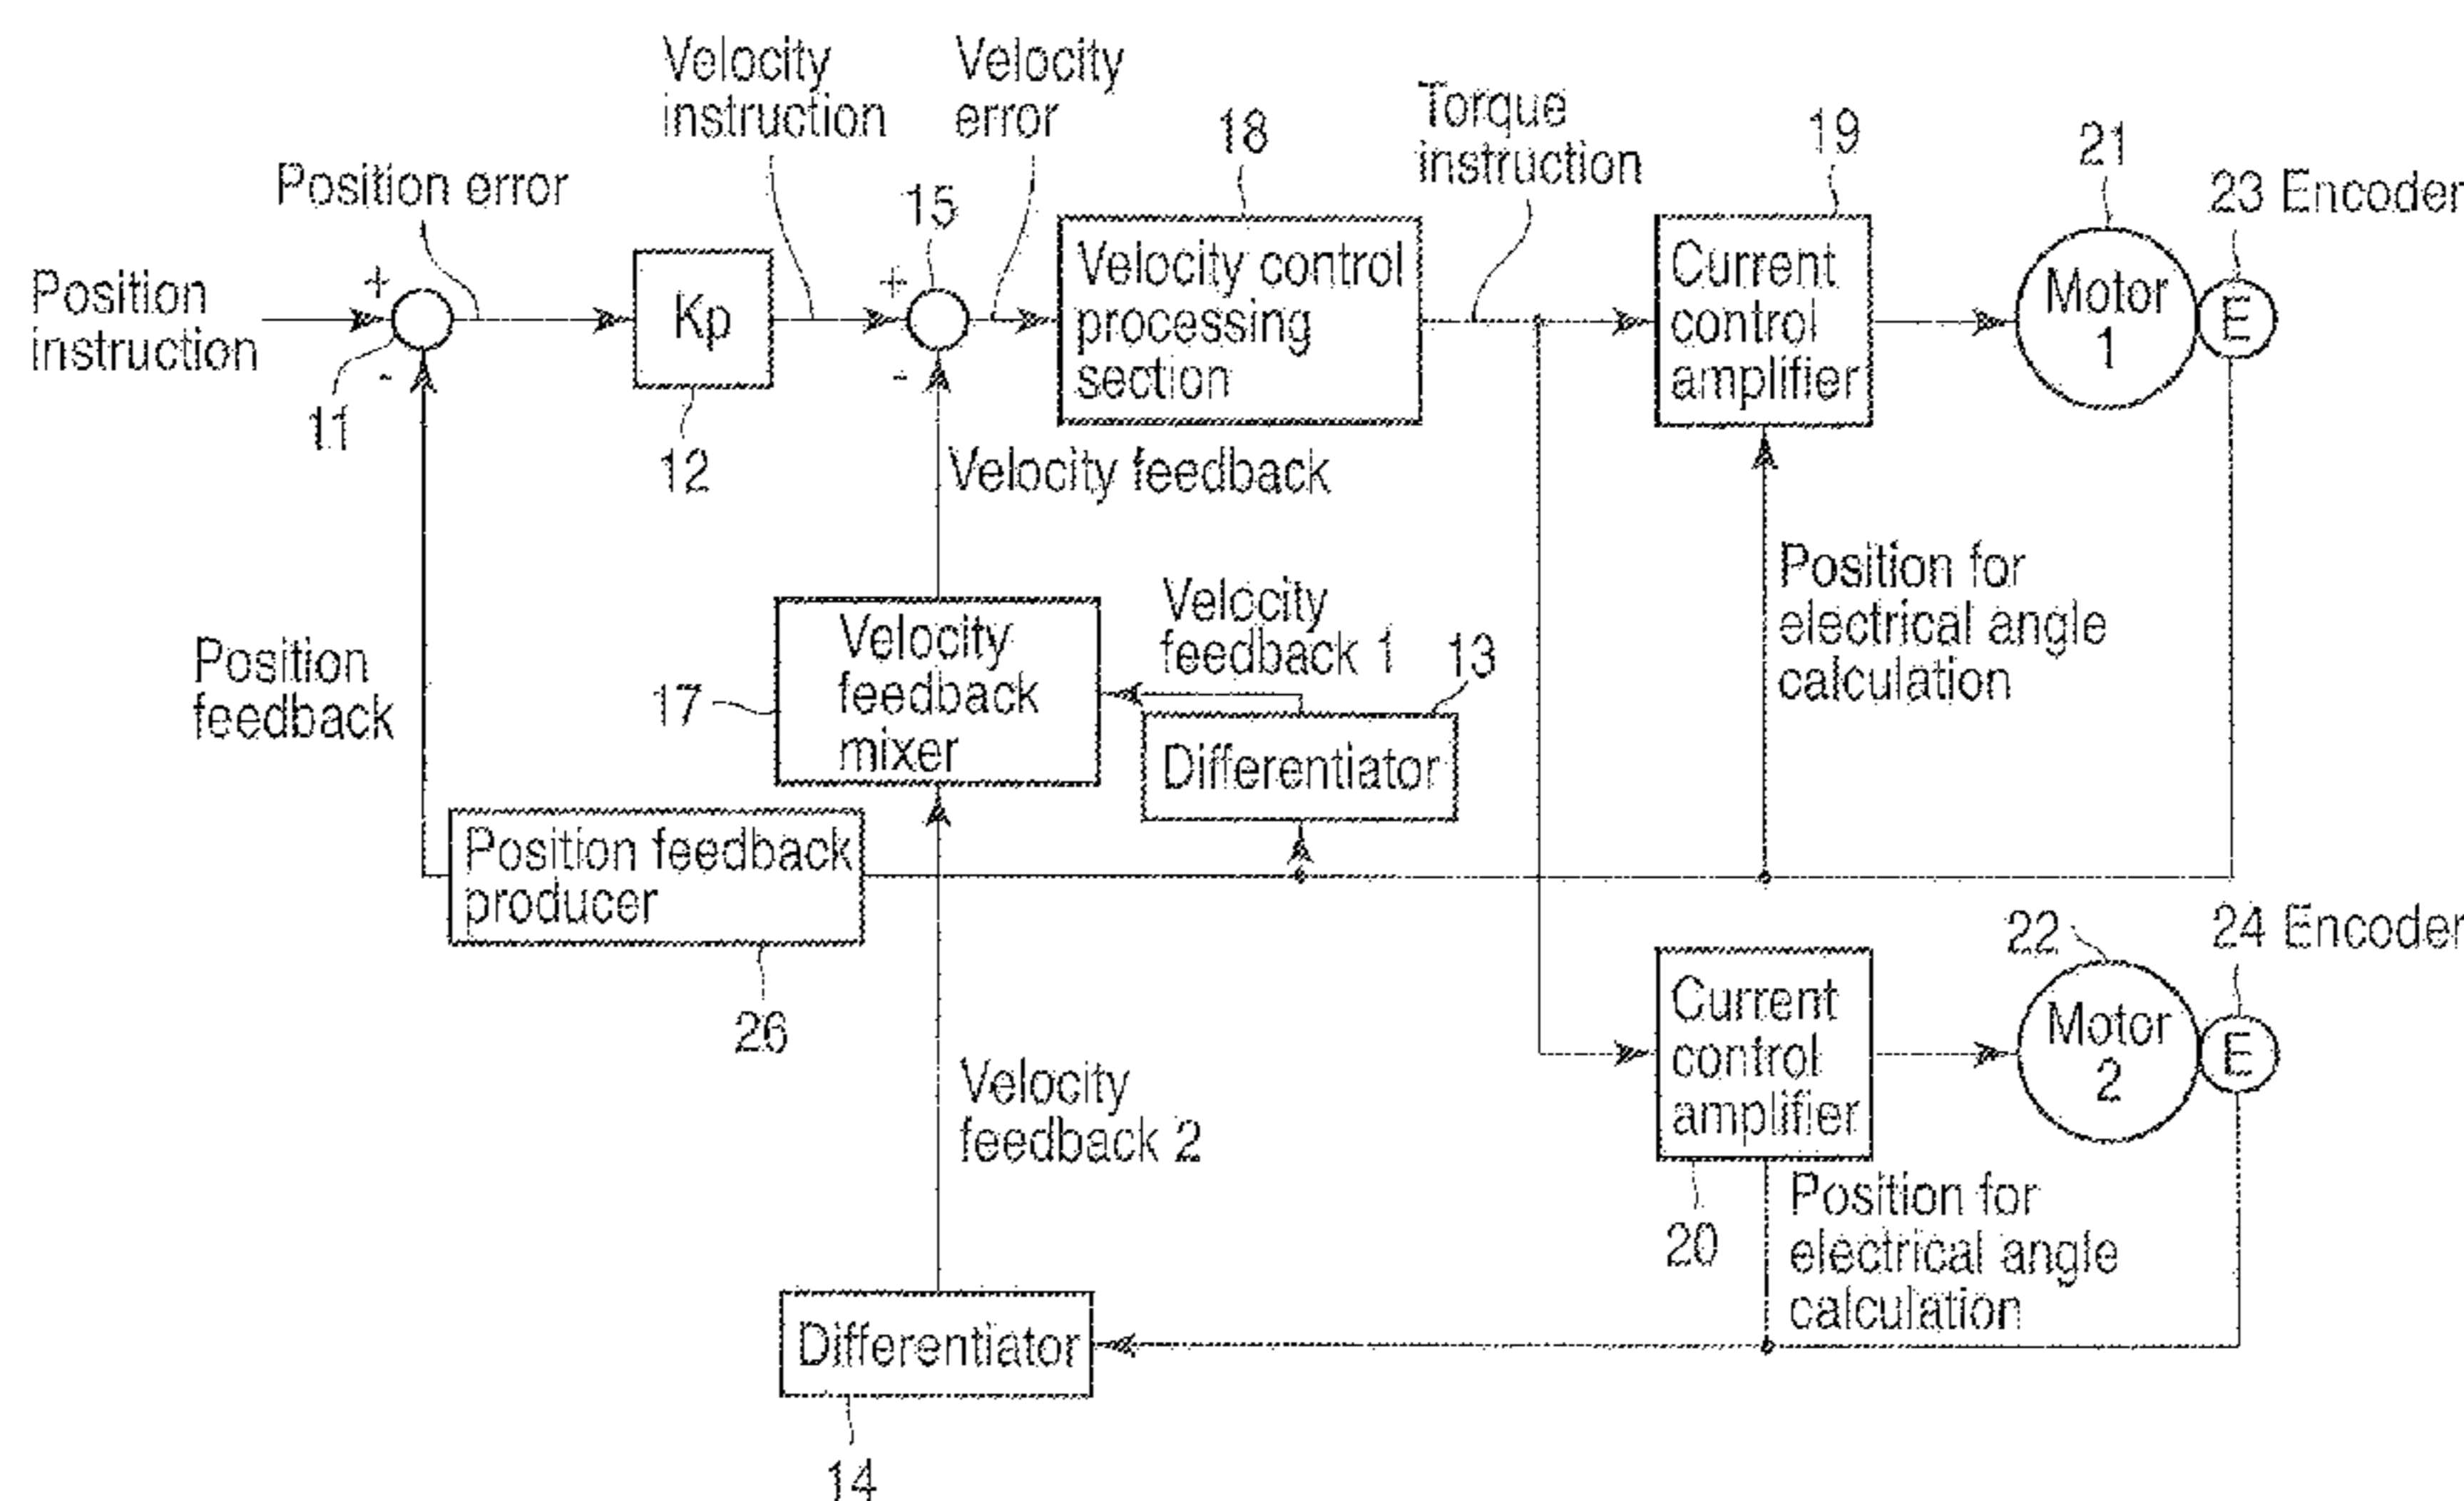 Velocity
instruction
Velocity
error
Torque
instruction
18
19
21
23 Encoder
Position error
15
Position
instruction
+
-
11
Kp
12
+
-
Velocity control
processing
section
Current
control
amplifier
Motor
1
E
Velocity feedback
Position
feedback
17
Velocity
feedback
mixer
Velocity
feedback 1
13
Differentiator
Position for
electrical angle
calculation
Position feedback
producer
26
Velocity
feedback 2
Current
control
amplifier
20
22
Motor
2
24 Encoder
E
Position for
electrical angle
calculation
Differentiator
14